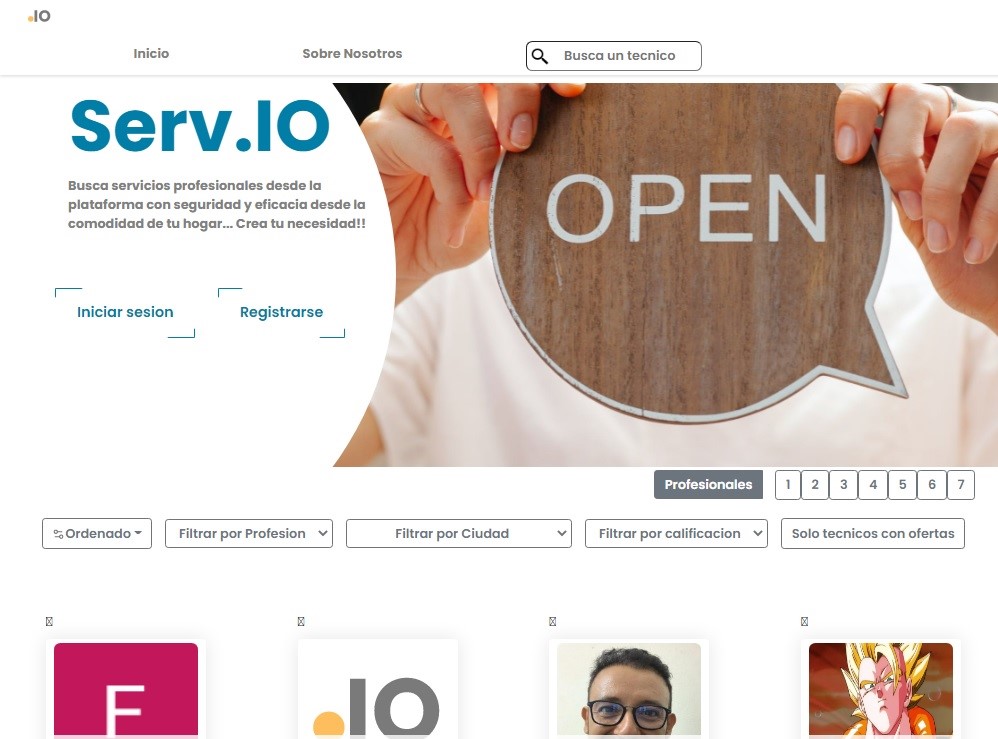 .IO
Inicio
Sobre Nosotros
Busca un tecnico
Serv.IO
Busca servicios profesionales desde la
plataforma con seguridad y eficacia desde la
comodidad de tu hogar... Crea tu necesidad!!
Iniciar sesion
Registrarse
OPEN
Profesionales
1 2 3 4 5 6 7
Ordenado
Filtrar por Profesion
Filtrar por Ciudad
Filtrar por calificacion
Solo tecnicos con ofertas
F
.IO